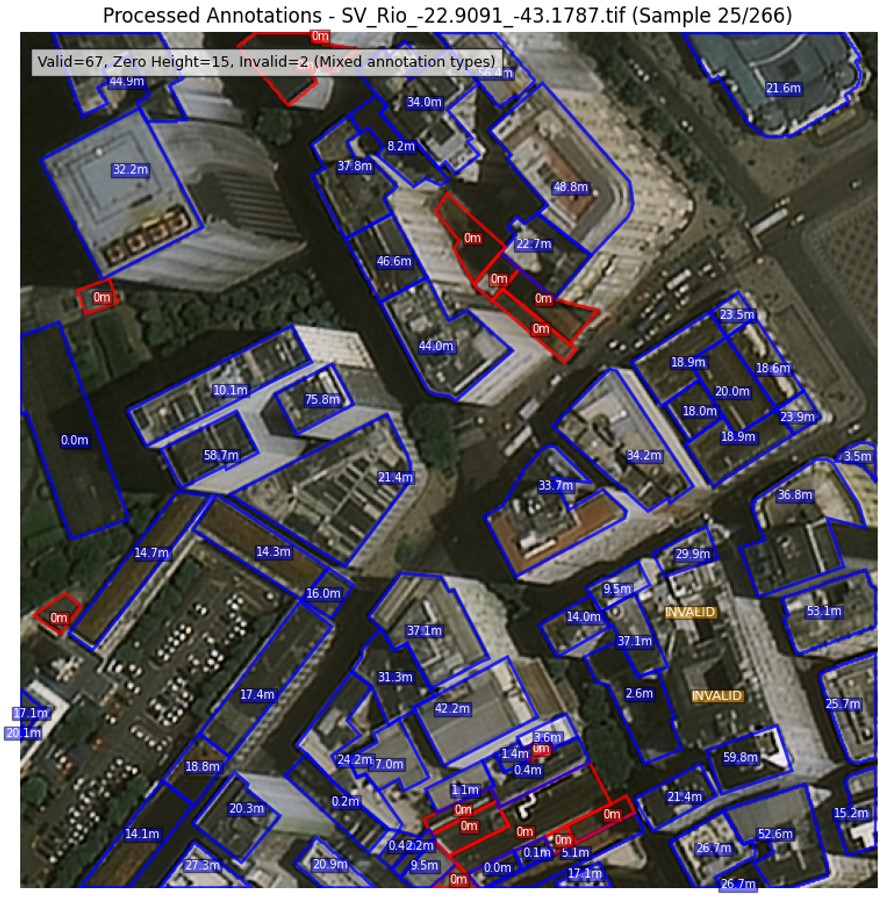 Processed Annotations - SV_Rio_-22.9091_-43.1787.tif (Sample 25/266)
0m
Valid=67, Zero Height=15, Invalid=2 (Mixed annotation types)
44.9m
21.6m
34.0m
8.2m
37.8m
32.2m
48.8m
0m
22.7m
46.6m
0m
0m
0m
0m
23.5m
44.0m
18.9m
18.6m
20.0m
10.1m
75.8m
18.0m
23.9m
0.0m
18.9m
58.7m
34.2m
3.5m
21.4m
33.7m
36.8m
14.7m
14.3m
29.9m
16.0m
9.5m
0m
14.0m
INVALID
53.1m
37.1m
37.1m
31.3m
17.4m
2.6m
INVALID
25.7m
42.2m
17.1m
20.1m
3.6m
0m
1.4m
24.2m
7.0m
0.4m
59.8m
18.8m
1.1m
21.4m
0.2m
20.3m
0m
0m
15.2m
14.1m
0m
0m
0m
52.6m
2.2m
26.7m
0.1m
5.1m
27.3m
20.9m
9.5m
0.0m
17.1m
0m
26.7m